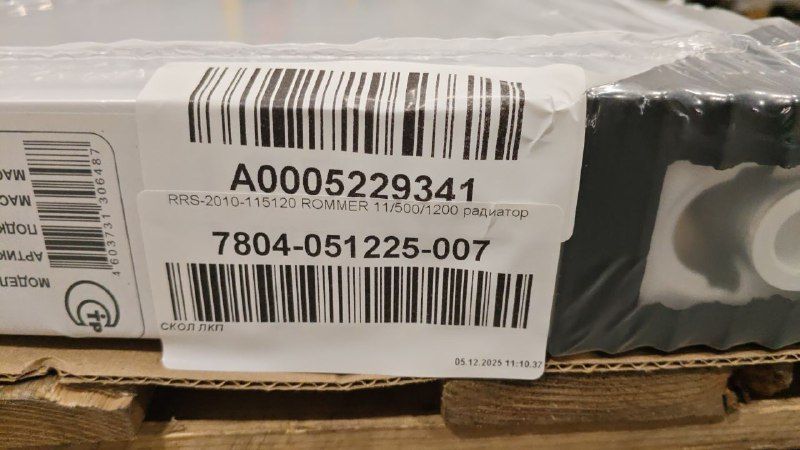 A0005229341
RRS-2010-115120 ROMMER 11/500/1200 радиатор
7804-051225-007
СКОЛ ЛКП
05.12.2025 11:10:37
4603731306487
МАС
МАС
ПОДК
АРТИК
МОДЕЛ